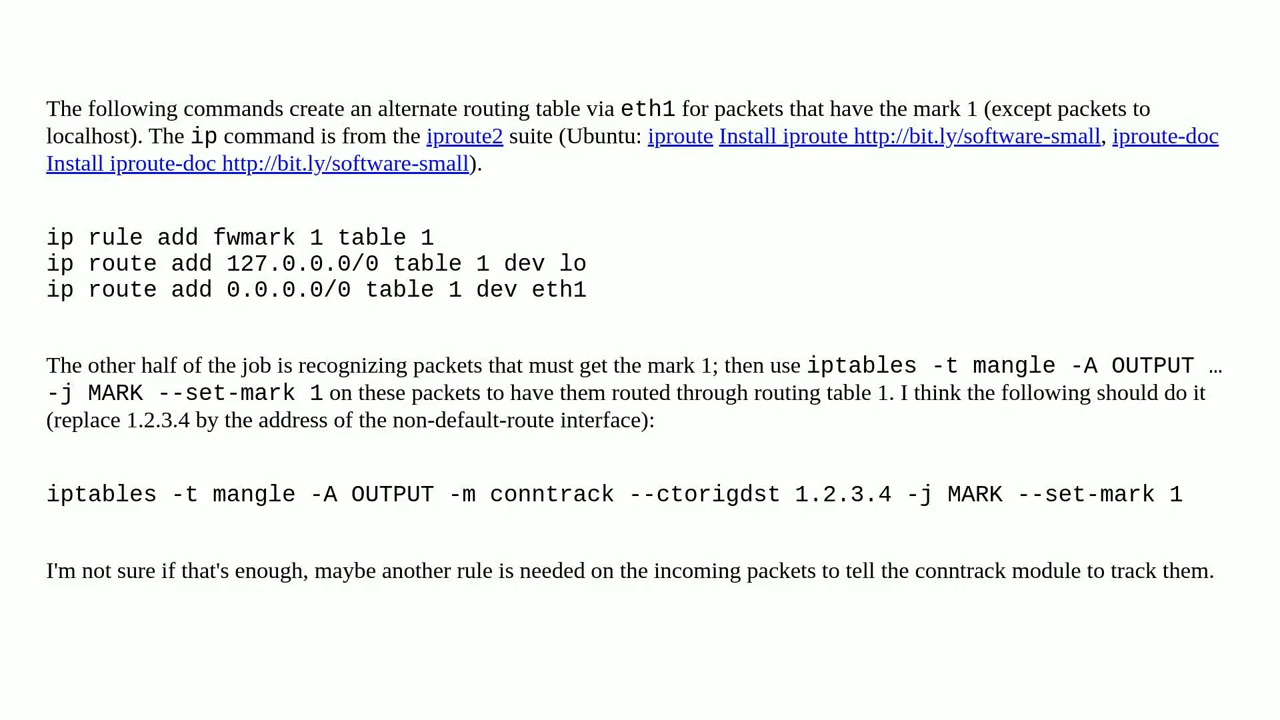 The following commands create an alternate routing table via eth1 for packets that have the mark 1 (except packets to
localhost). The ip command is from the iproute2 suite (Ubuntu: iproute Install iproute http://bit.ly/software-small, iproute-doc
Install iproute-doc http://bit.ly/software-small).
ip rule add fwmark 1 table 1
ip route add 127.0.0.0/0 table 1 dev lo
ip route add 0.0.0.0/0 table 1 dev eth1
The other half of the job is recognizing packets that must get the mark 1; then use iptables -t mangle -A OUTPUT …
-j MARK --set-mark 1 on these packets to have them routed through routing table 1. I think the following should do it
(replace 1.2.3.4 by the address of the non-default-route interface):
iptables -t mangle -A OUTPUT -m conntrack --ctorigdst 1.2.3.4 -j MARK --set-mark 1
I'm not sure if that's enough, maybe another rule is needed on the incoming packets to tell the conntrack module to track them.